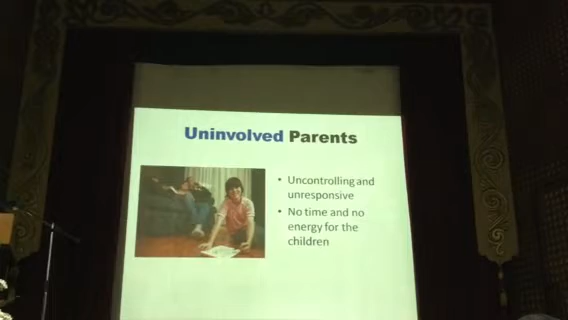 Uninvolved Parents
• Uncontrolling and
unresponsive
• No time and no
energy for the
children